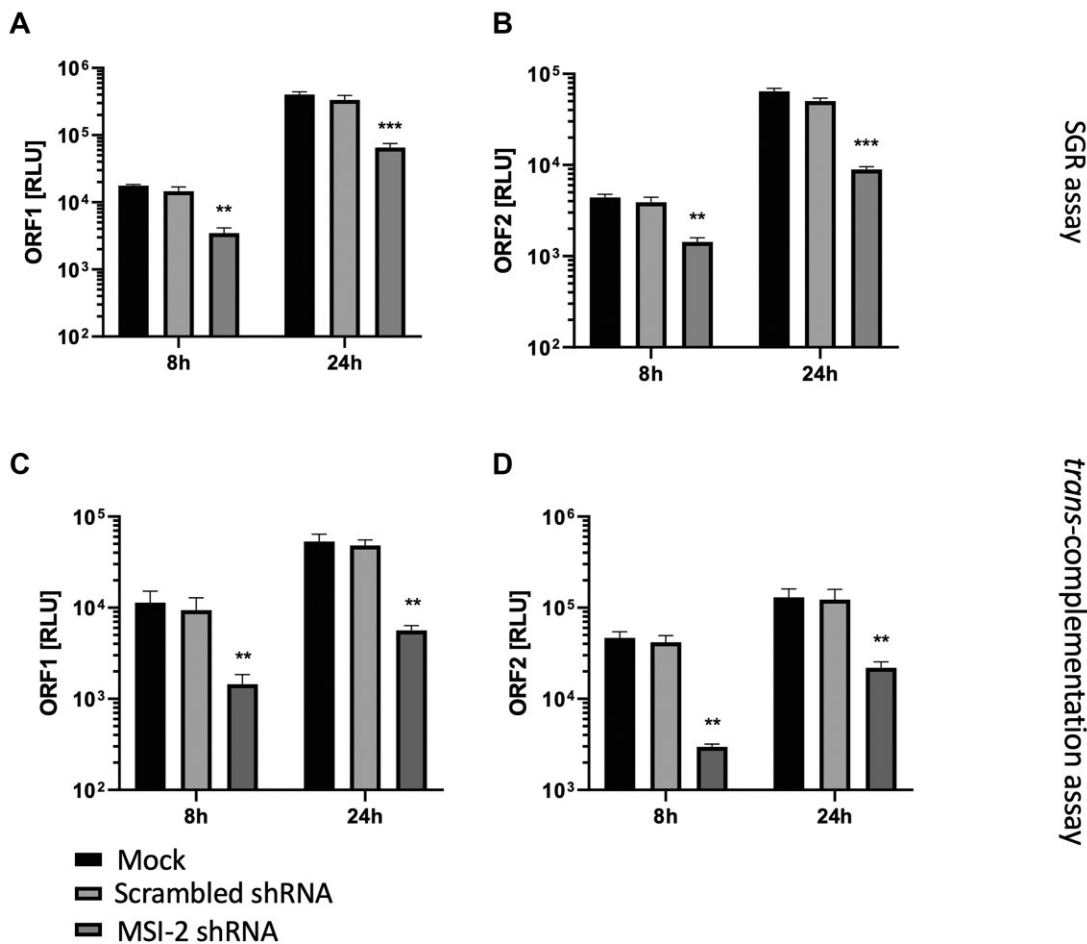 A
ORF1 [RLU]
10⁶
10⁵
10⁴
10³
10²
**
***
8h
24h
B
ORF2 [RLU]
10⁵
10⁴
10³
10²
**
***
8h
24h
SGR assay
C
ORF1 [RLU]
10⁵
10⁴
10³
10²
**
**
8h
24h
D
ORF2 [RLU]
10⁶
10⁵
10⁴
10³
**
**
8h
24h
trans-complementation assay
Mock
Scrambled shRNA
MSI-2 shRNA